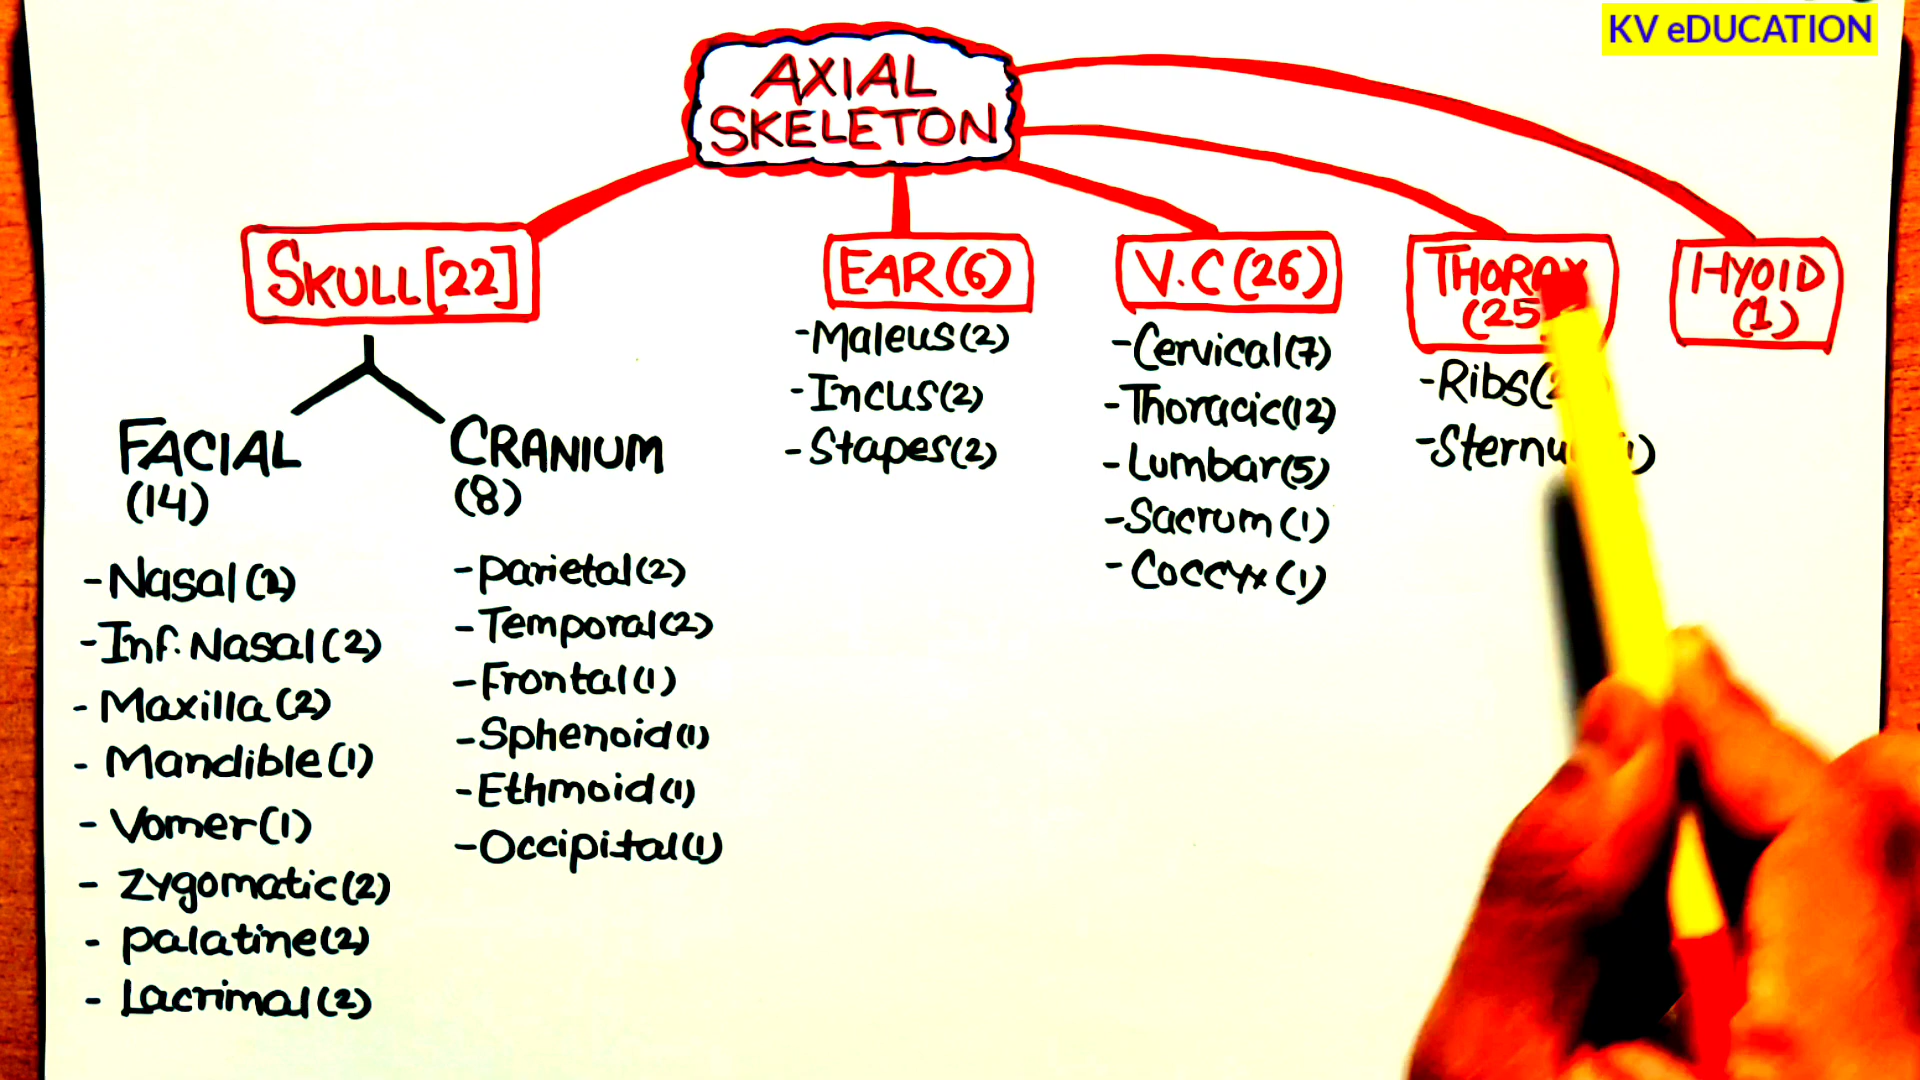 KV eDUCATION
AXIAL
SKELETON
SKULL[22]
FACIAL
(14)
-Nasal(2)
-Inf.Nasal(2)
- Maxilla(2)
- Mandible(1)
- Vomer(1)
- Zygomatic(2)
- Palatine(2)
- Lacrimal(2)
CRANIUM
(8)
-Parietal(2)
-Temporal(2)
-Frontal(1)
-Sphenoid(1)
-Ethmoid(1)
-Occipital(1)
EAR(6)
-Maleus(2)
-Incus(2)
-Stapes(2)
V.C(26)
-Cervical(7)
-Thoracic(12)
-Lumbar(5)
-Sacrum(1)
-Coccyx(1)
THORAX
(25
-Ribs(
HYOID
(1)